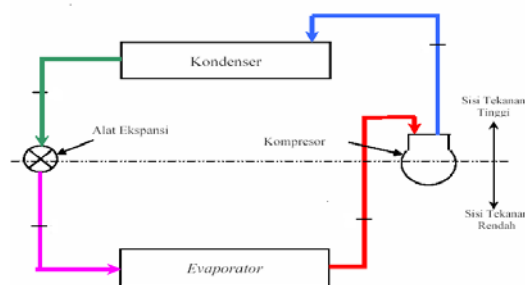 Kondenser
Sisi Tekanan
Tinggi
Alat Ekspansi
Kompresor
Sisi Tekanan
Rendah
Evaporator